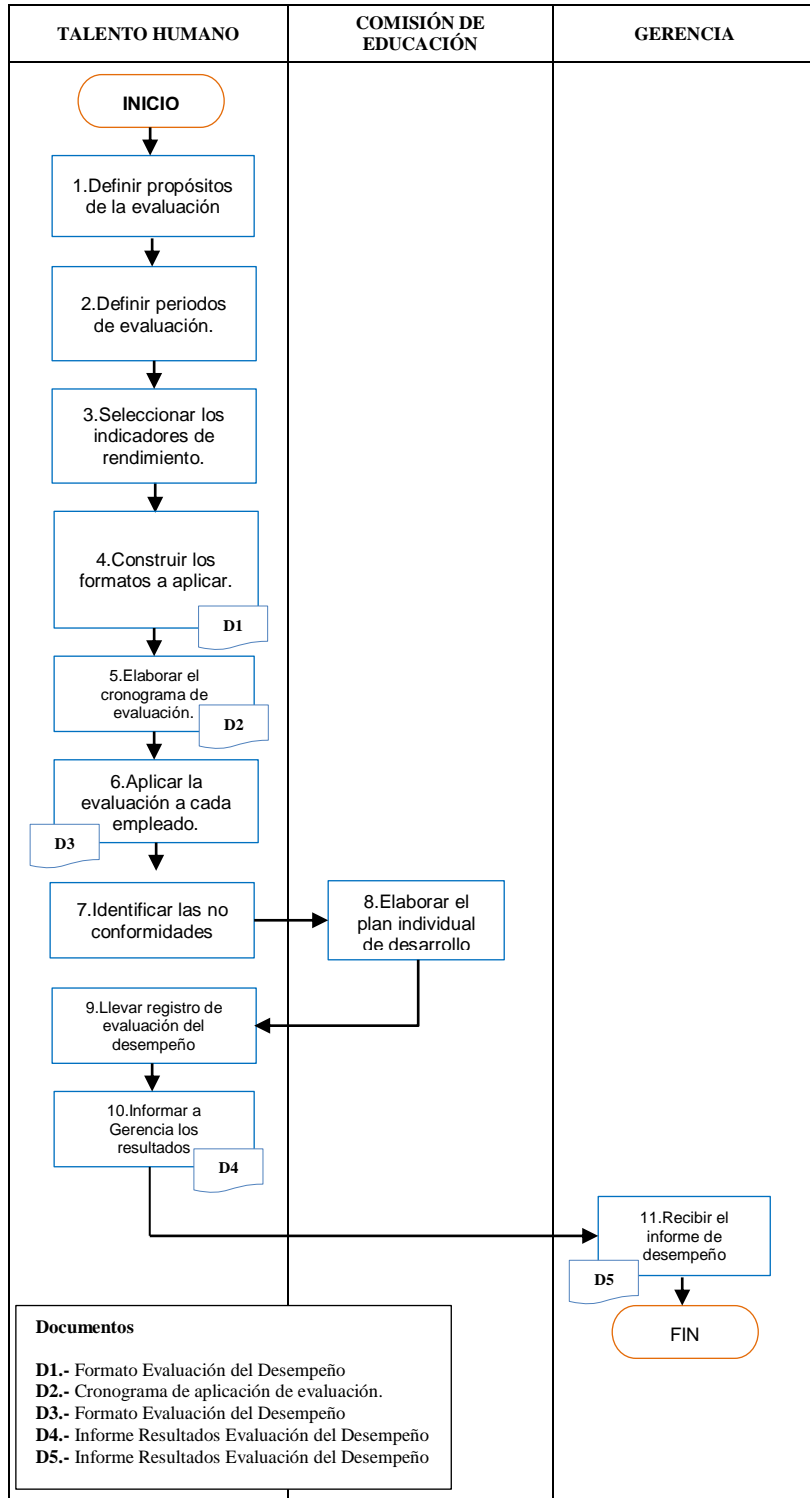 TALENTO HUMANO
COMISIÓN DE
EDUCACIÓN
GERENCIA
INICIO
1.Definir propósitos
de la evaluación
2.Definir periodos
de evaluación.
3.Seleccionar los
indicadores de
rendimiento.
4.Construir los
formatos a aplicar.
D1
5.Elaborar el
cronograma de
evaluación.
D2
6.Aplicar la
evaluación a cada
empleado.
D3
7.Identificar las no
conformidades
8.Elaborar el
plan individual
de desarrollo
9.Llevar registro de
evaluación del
desempeño
10.Informar a
Gerencia los
resultados
D4
11.Recibir el
informe de
desempeño
D5
FIN
Documentos
D1.- Formato Evaluación del Desempeño
D2.- Cronograma de aplicación de evaluación.
D3.- Formato Evaluación del Desempeño
D4.- Informe Resultados Evaluación del Desempeño
D5.- Informe Resultados Evaluación del Desempeño